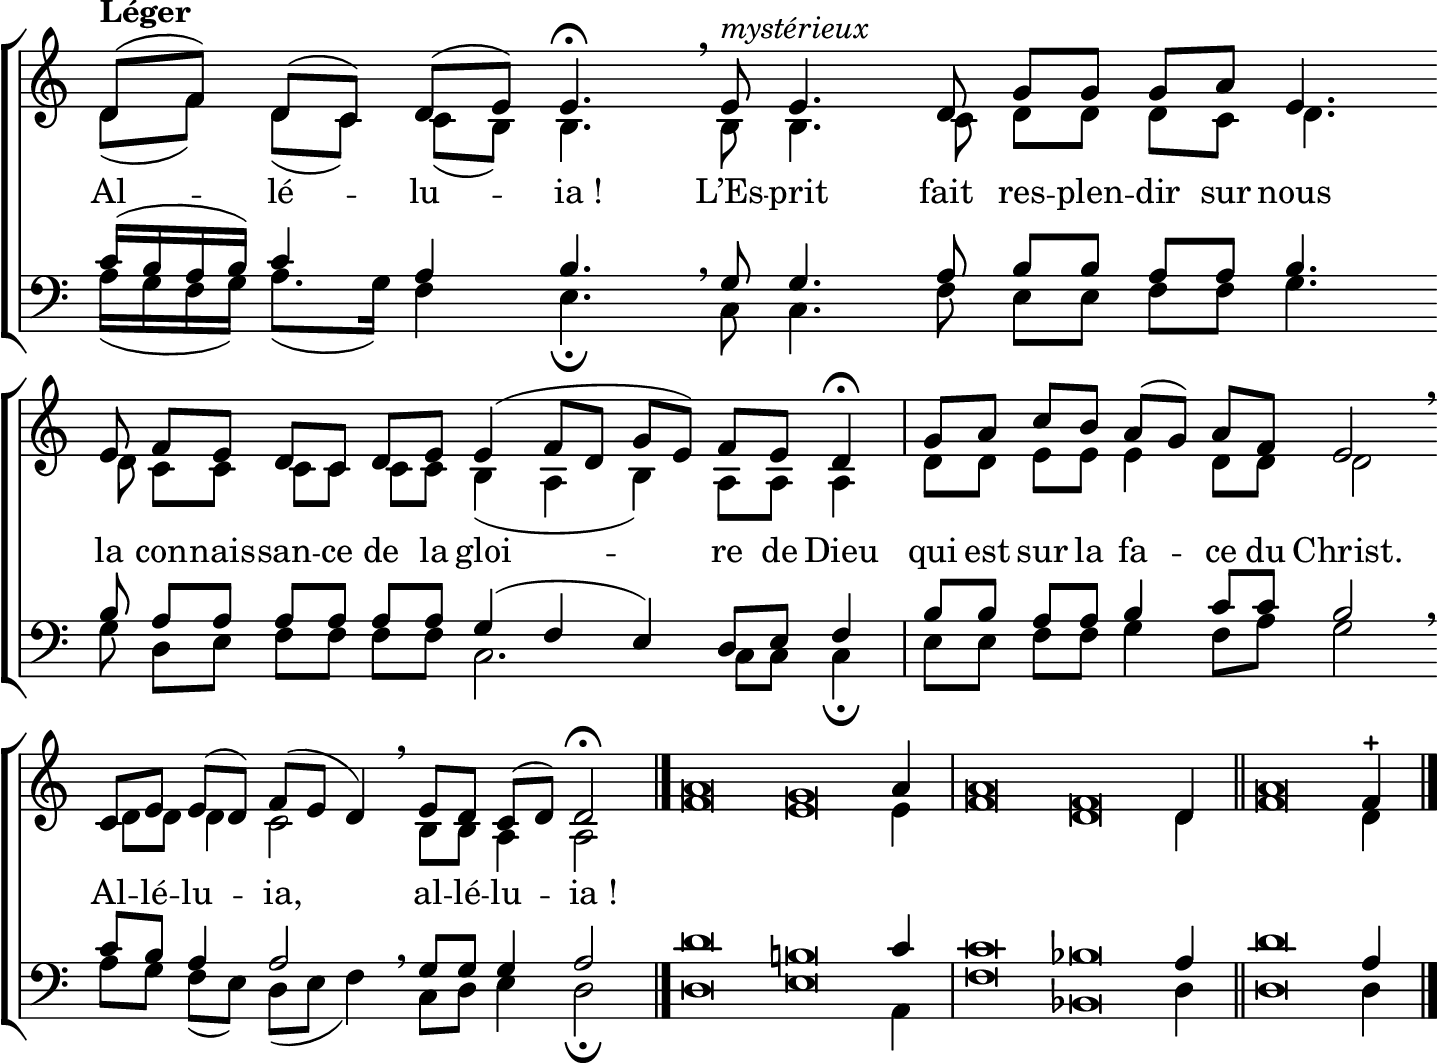 Léger
mystérieux
Al -- lé -- lu -- ia ! L’Es -- prit fait res -- plen -- dir sur nous
la connaissan -- ce de la gloi -- re de Dieu qui est sur la fa -- ce du Christ.
Al -- lé -- lu -- ia, al -- lé -- lu -- ia !